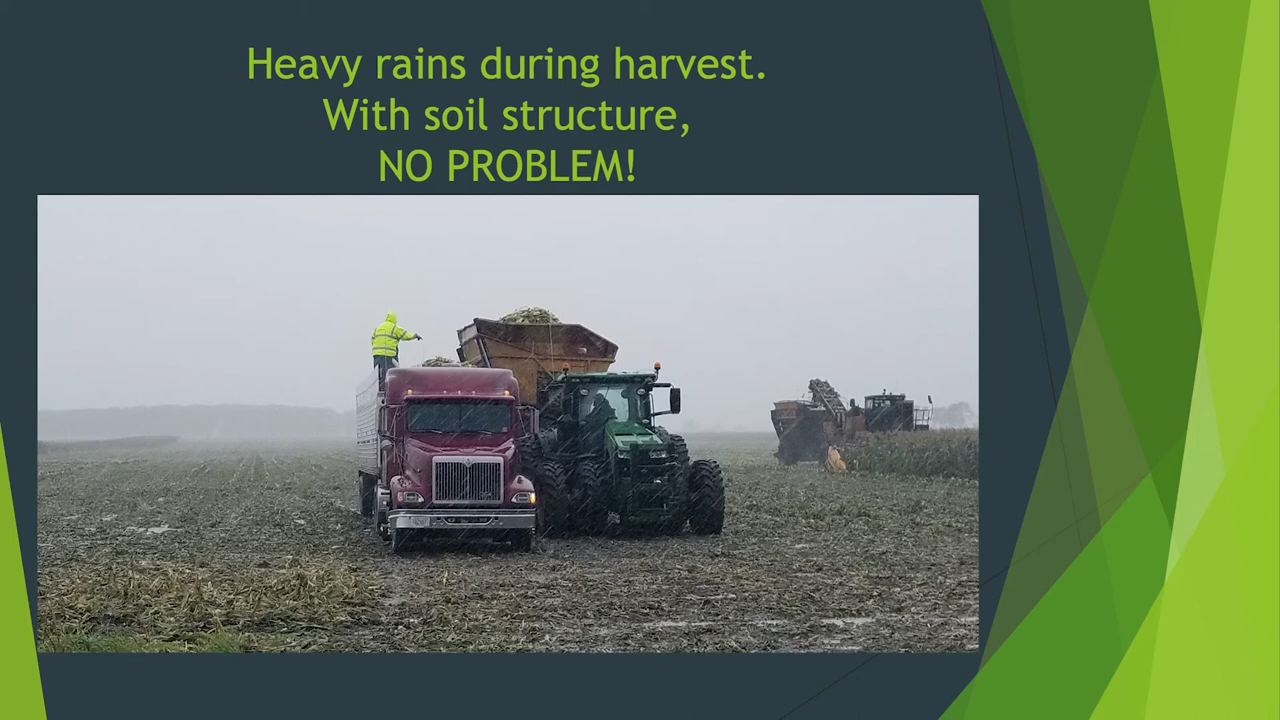 Heavy rains during harvest.
With soil structure,
NO PROBLEM!